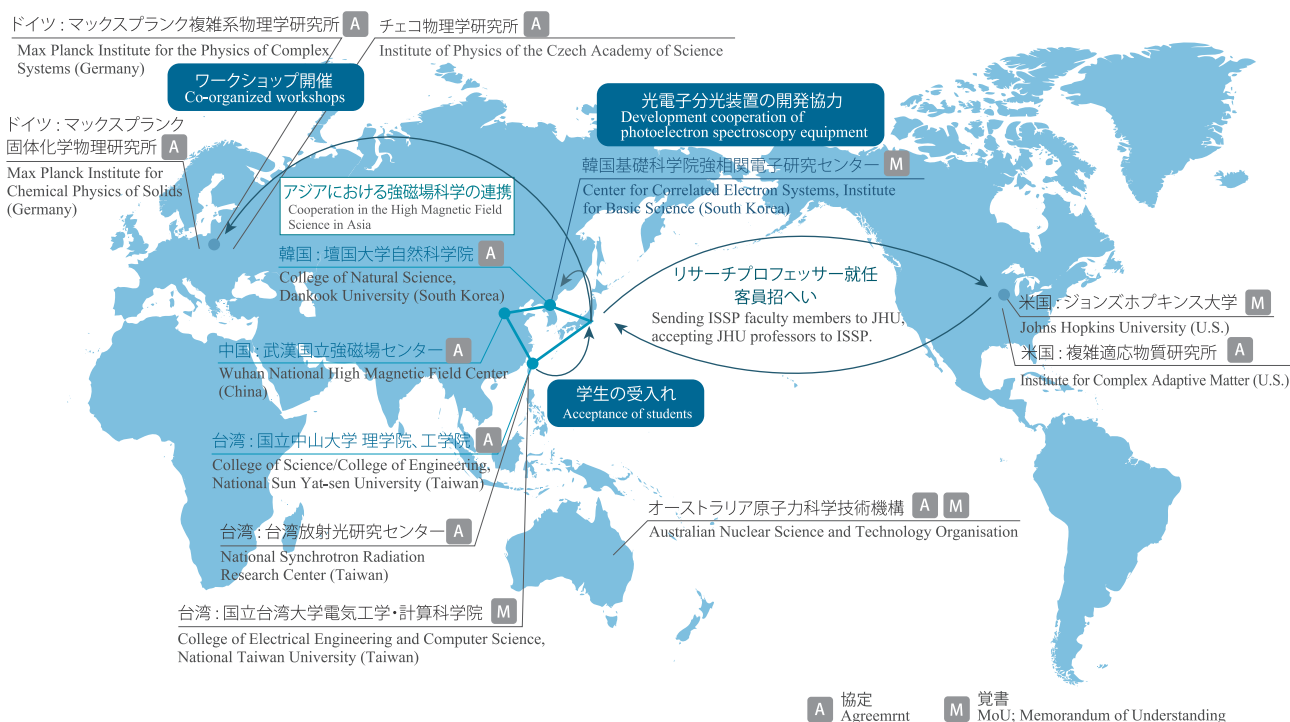 ドイツ : マックスプランク複雑系物理学研究所 A
Max Planck Institute for the Physics of Complex
Systems (Germany)
チェコ物理学研究所 A
Institute of Physics of the Czech Academy of Science
ワークショップ開催
Co-organized workshops
光電子分光装置の開発協力
Development cooperation of
photoelectron spectroscopy equipment
ドイツ : マックスプランク
固体化学物理研究所 A
Max Planck Institute for
Chemical Physics of Solids
(Germany)
韓国基礎科学院強相関電子研究センター M
Center for Correlated Electron Systems, Institute
for Basic Science (South Korea)
アジアにおける強磁場科学の連携
Cooperation in the High Magnetic Field
Science in Asia
韓国 : 壇国大学自然科学院 A
College of Natural Science,
Dankook University (South Korea)
リサーチプロフェッサー就任
客員招へい
Sending ISSP faculty members to JHU,
accepting JHU professors to ISSP.
米国 : ジョンズホプキンス大学 M
Johns Hopkins University (U.S.)
米国 : 複雑適応物質研究所 A
Institute for Complex Adaptive Matter (U.S.)
中国 : 武漢国立強磁場センター A
Wuhan National High Magnetic Field Center
(China)
学生の受入れ
Acceptance of students
台湾 : 国立中山大学 理学院、工学院 A
College of Science/College of Engineering,
National Sun Yat-sen University (Taiwan)
オーストラリア原子力科学技術機構 A M
Australian Nuclear Science and Technology Organisation
台湾 : 台湾放射光研究センター A
National Synchrotron Radiation
Research Center (Taiwan)
台湾 : 国立台湾大学電気工学・計算科学院 M
College of Electrical Engineering and Computer Science,
National Taiwan University (Taiwan)
A 協定
Agreemrnt
M 覚書
MoU; Memorandum of Understanding